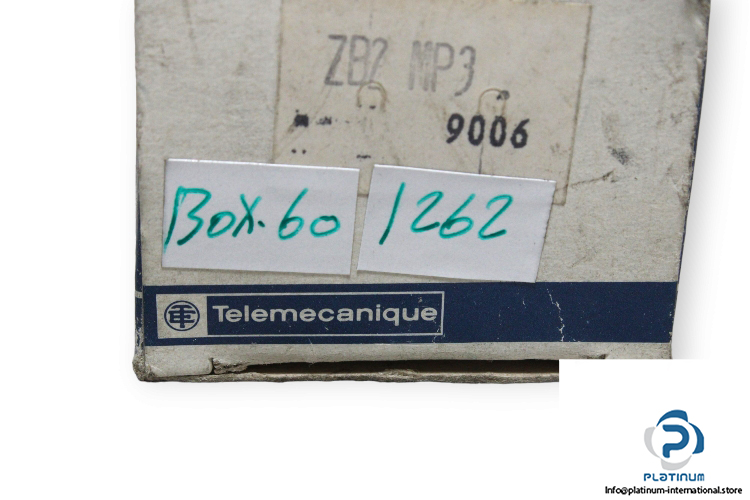 ZB2 MP3
9006
BOX.60
1262
Telemecanique
PLATINUM
Info@platinum-international.store